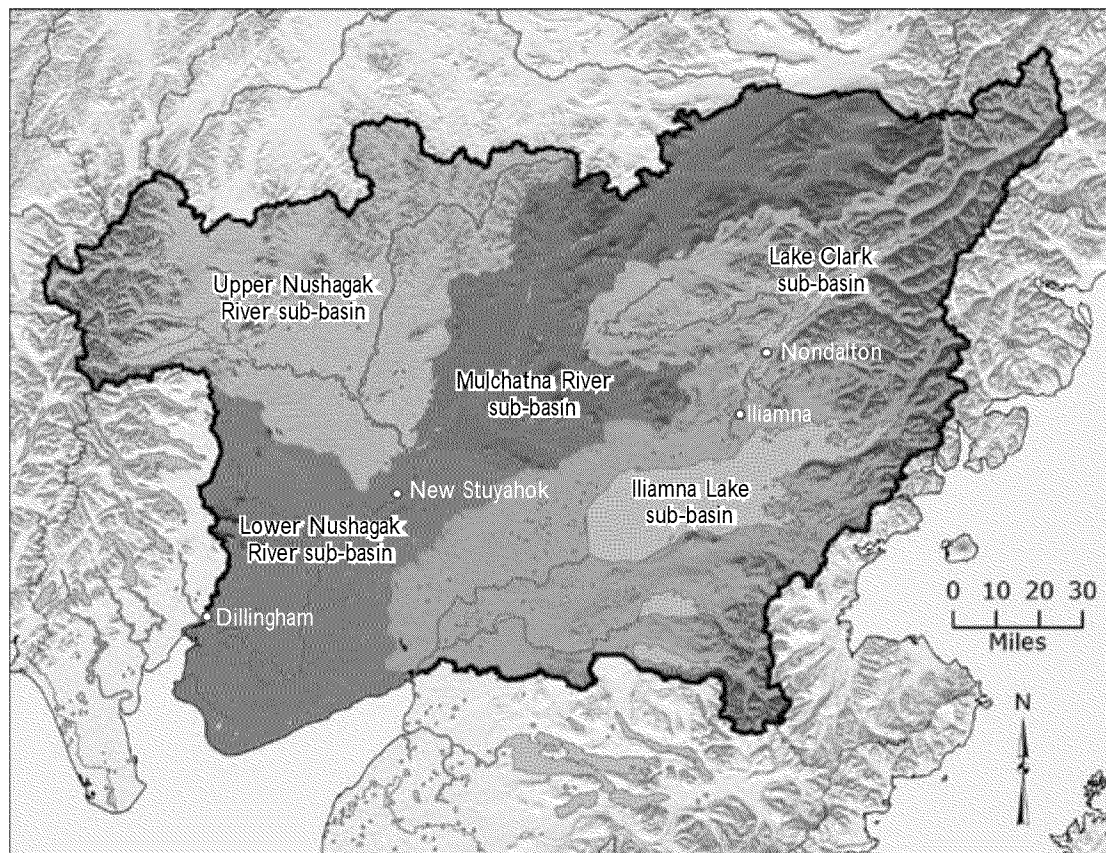 Lake Clark
sub-basin
Upper Nushagak
River sub-basin
Nondalton
Mulchatha River
sub-basin
Iliamna
New Stuyahok
Iliamna Lake
sub-basin
Lower Nushagak
River sub-basin
Dillingham
0 10 20 30
Miles
N